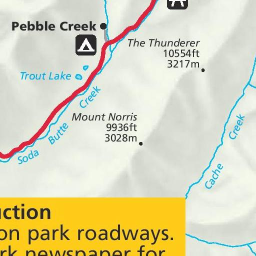 Pebble Creek
The Thunderer
10554ft
3217m
Trout Lake
Mount Norris
9936ft
3028m
Soda Butte Creek
Cache Creek
uction
on park roadways.
rk newspaper for